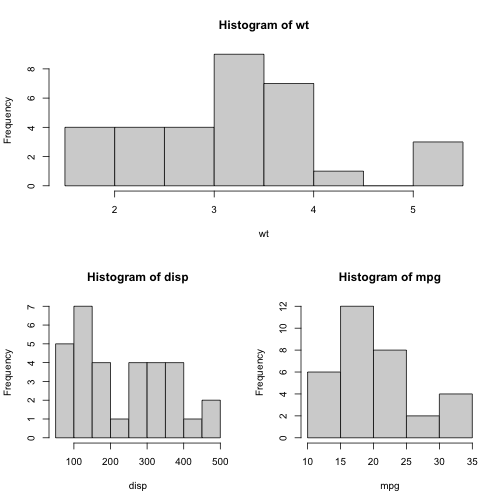 Histogram of wt
Frequency
0 2 4 6 8
2 3 4 5
wt
Histogram of disp
Frequency
0 1 2 3 4 5 6 7
100 200 300 400 500
disp
Histogram of mpg
Frequency
0 2 4 6 8 10 12
10 15 20 25 30 35
mpg